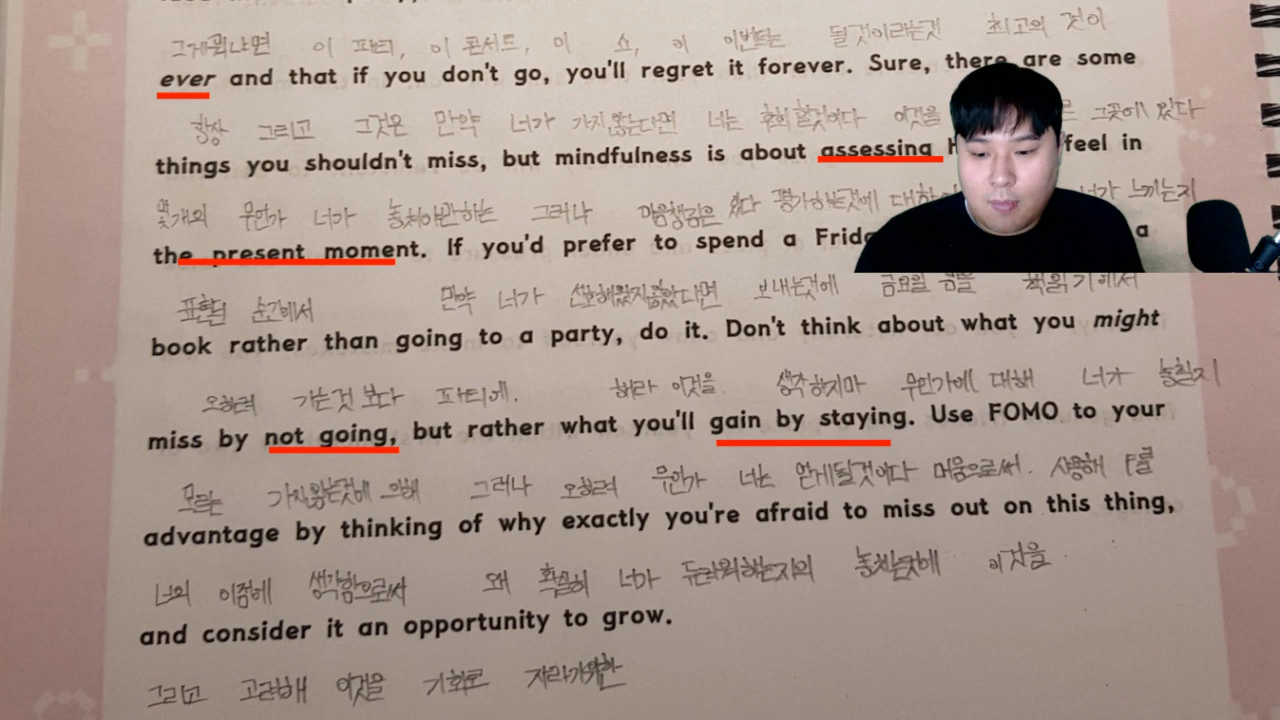 그게뭐냐면 이 파티, 이 콘서트, 이 쇼, 이 이벤트는 될것이라는것 최고의 것이
ever and that if you don't go, you'll regret it forever. Sure, there are some
항상 그리고 그것은 만약 너가 가지않는다면 너는 후회할것이다 이것을 그곳에 있다
things you shouldn't miss, but mindfulness is about assessing feel in
몇개의 무언가 너가 놓쳐야만하는 그러나 마음챙김은 있다 평가하는것에 너가 느끼는지
the present moment. If you'd prefer to spend a a
표현된 순간에서 만약 너가 보내는것에 금요일 밤을 책읽기에서
book rather than going to a party, do it. Don't think about what you might
오히려 가는것 보다 파티에. 해라 이것을. 생각하지마 무언가에 대해 너가 놓칠지
miss by not going, but rather what you'll gain by staying. Use FOMO to your
모르는 가지않는것에 의해 그러나 오히려 무언가 너는 얻게될것이다 머뭄으로써. 사용해 F를
advantage by thinking of why exactly you're afraid to miss out on this thing,
너의 이점에 생각함으로써 왜 확실히 너가 두려워하는지의 놓치는것에 이것을
and consider it an opportunity to grow.
그리고 고려해 이것을 기회로 자라기위한